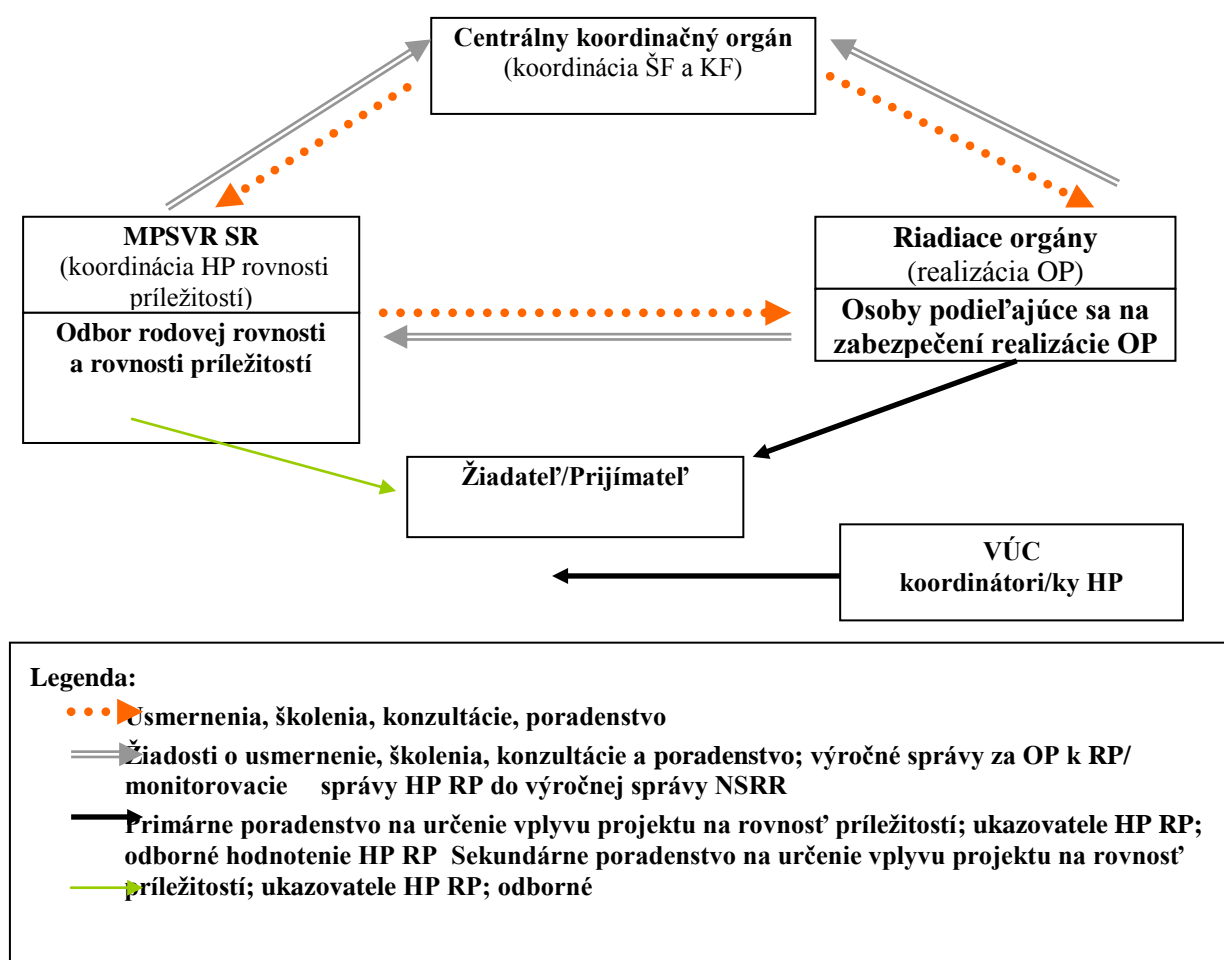 Centrálny koordinačný orgán
(koordinácia ŠF a KF)
MPSVR SR
(koordinácia HP rovnosti
príležitostí)
Odbor rodovej rovnosti
a rovnosti príležitostí
Riadiace orgány
(realizácia OP)
Osoby podieľajúce sa na
zabezpečení realizácie OP
Žiadateľ/Prijímateľ
VÚC
koordinátori/ky HP
Legenda:
Usmernenia, školenia, konzultácie, poradenstvo
Žiadosti o usmernenie, školenia, konzultácie a poradenstvo; výročné správy za OP k RP/
monitorovacie správy HP RP do výročnej správy NSRR
Primárne poradenstvo na určenie vplyvu projektu na rovnosť príležitostí; ukazovatele HP RP;
odborné hodnotenie HP RP Sekundárne poradenstvo na určenie vplyvu projektu na rovnosť
príležitostí; ukazovatele HP RP; odborné